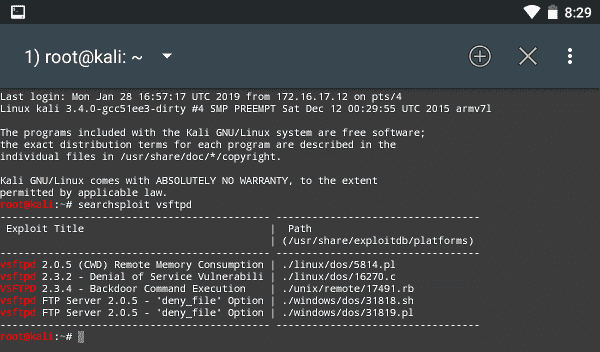 8:29
1) root@kali: ~
Last login: Mon Jan 28 16:57:17 UTC 2019 from 172.16.17.12 on pts/4
Linux kali 3.4.0-gcc51ee3-dirty #4 SMP PREEMPT Sat Dec 12 00:29:55 UTC 2015 armv7l
The programs included with the Kali GNU/Linux system are free software;
the exact distribution terms for each program are described in the
individual files in /usr/share/doc/*/copyright.
Kali GNU/Linux comes with ABSOLUTELY NO WARRANTY, to the extent
permitted by applicable law.
root@kali:~# searchsploit vsftpd
--------------------------------------- ----------------------------------
Exploit Title | Path
| (/usr/share/exploitdb/platforms)
--------------------------------------- ----------------------------------
vsftpd 2.0.5 (CWD) Remote Memory Consumption | ./linux/dos/5814.pl
vsftpd 2.3.2 - Denial of Service Vulnerabili | ./linux/dos/16270.c
VSFTPD 2.3.4 - Backdoor Command Execution | ./unix/remote/17491.rb
vsftpd FTP Server 2.0.5 - 'deny_file' Option | ./windows/dos/31818.sh
vsftpd FTP Server 2.0.5 - 'deny_file' Option | ./windows/dos/31819.pl
--------------------------------------- ----------------------------------
root@kali:~#